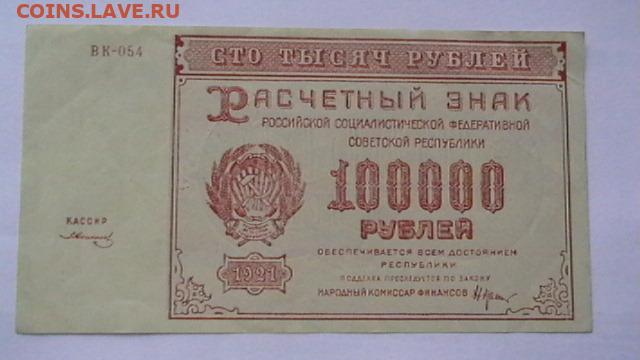 COINS.LAVE.РУ
ВК-054
СТО ТЫСЯЧ РУБЛЕЙ
РАСЧЕТНЫЙ ЗНАК
РОССИЙСКОЙ СОЦИАЛИСТИЧЕСКОЙ ФЕДЕРАТИВНОЙ
СОВЕТСКОЙ РЕСПУБЛИКИ
100000
РУБЛЕЙ
КАССИР
ОБЕСПЕЧИВАЕТСЯ ВСЕМ ДОСТОЯНИЕМ
РЕСПУБЛИКИ
1921
ПОДДЕЛКА ПРЕСЛЕДУЕТСЯ ПО ЗАКОНУ
НАРОДНЫЙ КОМИССАР ФИНАНСОВ